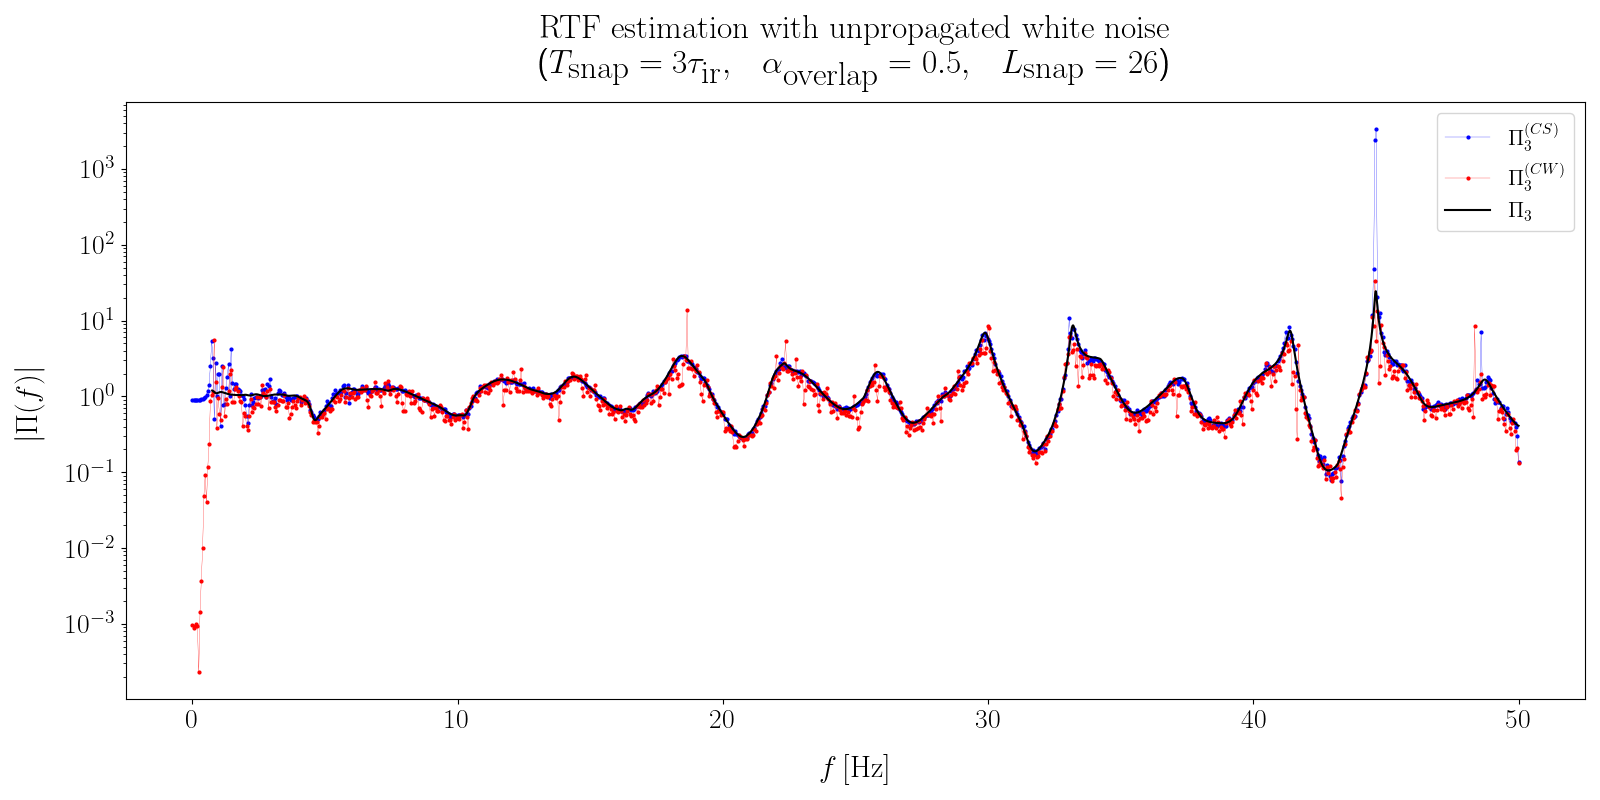 RTF estimation with unpropagated white noise
(T_snap = 3τ_ir, α_overlap = 0.5, L_snap = 26)
Π_3^(CS)
Π_3^(CW)
Π_3
|Π(f)|
10^3
10^2
10^1
10^0
10^−1
10^−2
10^−3
0 10 20 30 40 50
f [Hz]